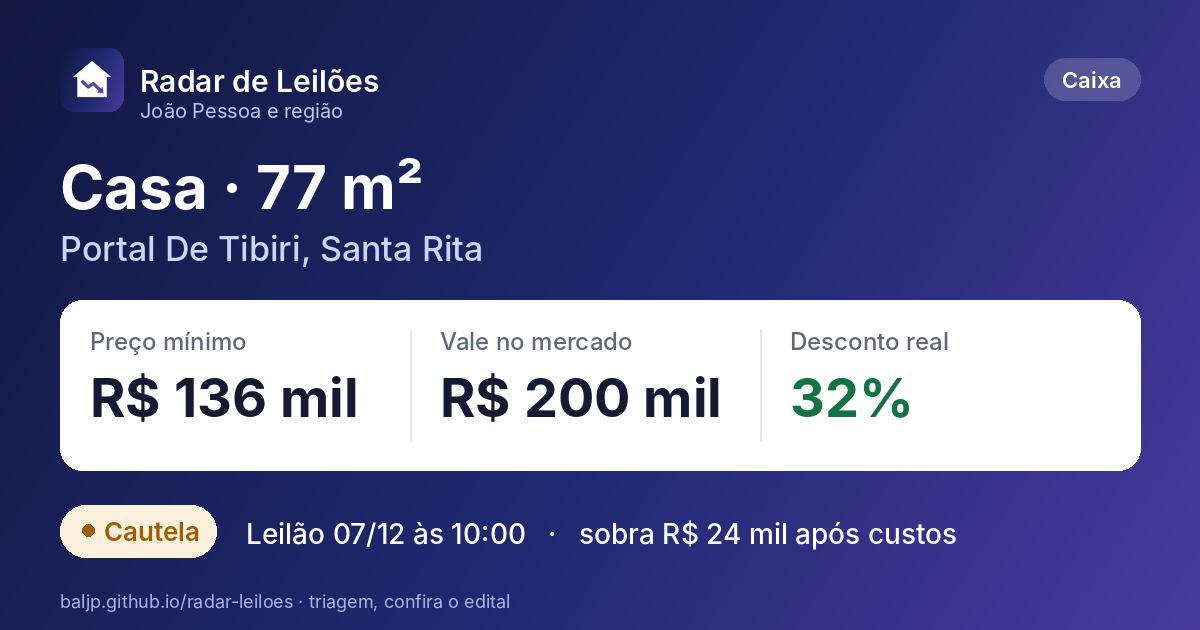 Radar de Leilões
João Pessoa e região
Caixa
Casa · 77 m²
Portal De Tibiri, Santa Rita
Preço mínimo
R$ 136 mil
Vale no mercado
R$ 200 mil
Desconto real
32%
Cautela
Leilão 07/12 às 10:00 · sobra R$ 24 mil após custos
baljp.github.io/radar-leiloes · triagem, confira o edital